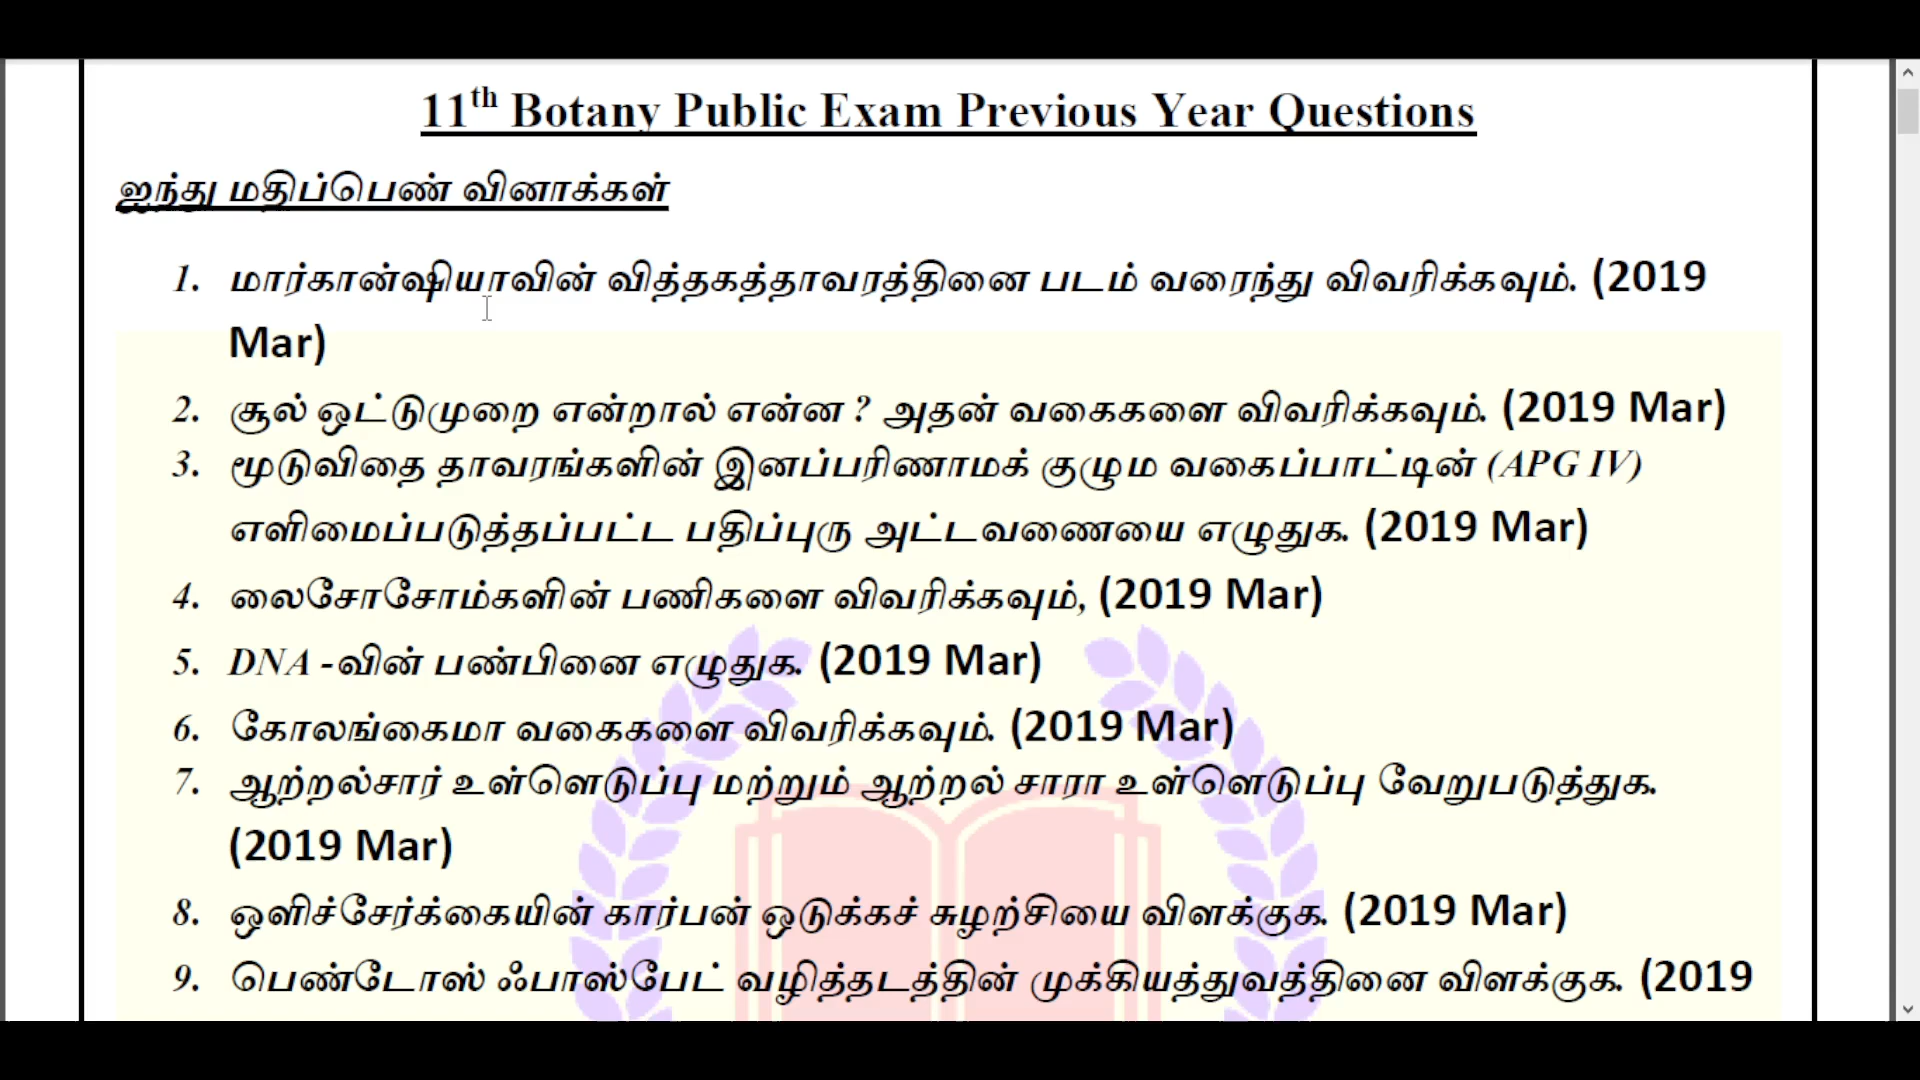 11th Botany Public Exam Previous Year Questions
ஐந்து மதிப்பெண் வினாக்கள்
1. மார்கான்ஷியாவின் வித்தகத்தாவரத்தினை படம் வரைந்து விவரிக்கவும். (2019
Mar)
2. சூல் ஒட்டுமுறை என்றால் என்ன ? அதன் வகைகளை விவரிக்கவும். (2019 Mar)
3. மூடுவிதை தாவரங்களின் இனப்பரிணாமக் குழும வகைப்பாட்டின் (APG IV)
எளிமைப்படுத்தப்பட்ட பதிப்புரு அட்டவணையை எழுதுக. (2019 Mar)
4. லைசோசோம்களின் பணிகளை விவரிக்கவும், (2019 Mar)
5. DNA -வின் பண்பினை எழுதுக. (2019 Mar)
6. கோலங்கைமா வகைகளை விவரிக்கவும். (2019 Mar)
7. ஆற்றல்சார் உள்ளெடுப்பு மற்றும் ஆற்றல் சாரா உள்ளெடுப்பு வேறுபடுத்துக.
(2019 Mar)
8. ஒளிச்சேர்க்கையின் கார்பன் ஒடுக்கச் சுழற்சியை விளக்குக. (2019 Mar)
9. பெண்டோஸ் ஃபாஸ்பேட் வழித்தடத்தின் முக்கியத்துவத்தினை விளக்குக. (2019